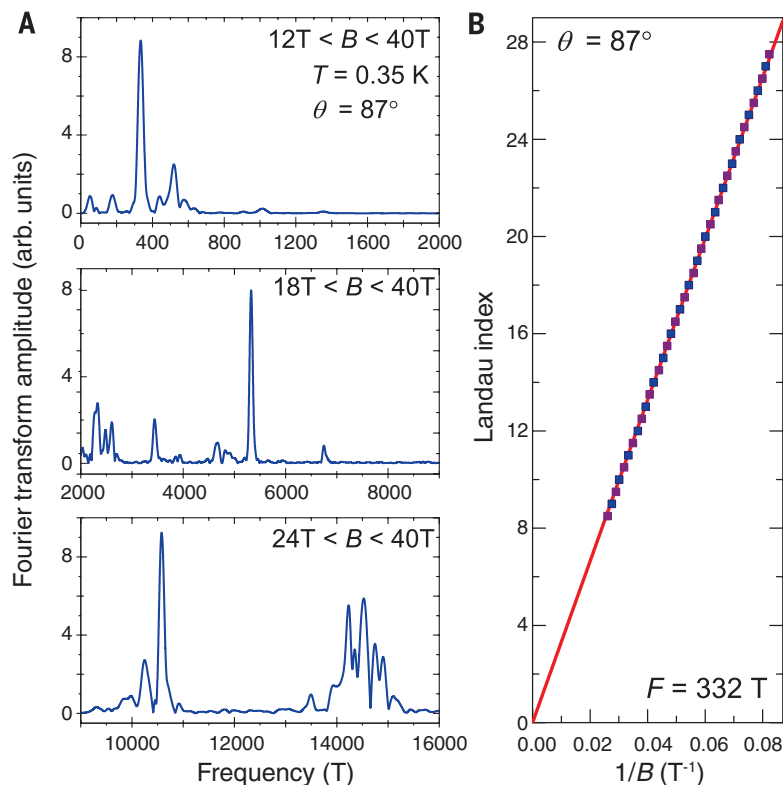 A
Fourier transform amplitude (arb. units)
12T < B < 40T
T = 0.35 K
θ = 87°
8
4
0
0 400 800 1200 1600 2000
18T < B < 40T
8
4
0
2000 4000 6000 8000
24T < B < 40T
8
4
0
10000 12000 14000 16000
Frequency (T)
B
θ = 87°
Landau index
28
24
20
16
12
8
4
0
F = 332 T
0.00 0.02 0.04 0.06 0.08
1/B (T⁻¹)